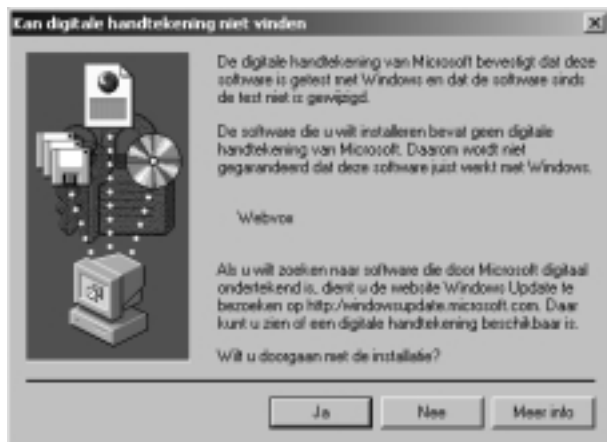 Kan digitale handtekening niet vinden
De digitale handtekening van Microsoft bevestigt dat deze
software is getest met Windows en dat de software sinds
de test niet is gewijzigd.
De software die u wilt installeren bevat geen digitale
handtekening van Microsoft. Daarom wordt niet
gegarandeerd dat deze software juist werkt met Windows.
Webvox
Als u wilt zoeken naar software die door Microsoft digitaal
ondertekend is, dient u de website Windows Update te
bezoeken op http:/windowsupdate.microsoft.com. Daar
kunt u zien of een digitale handtekening beschikbaar is.
Wilt u doorgaan met de installatie?
Ja
Nee
Meer info